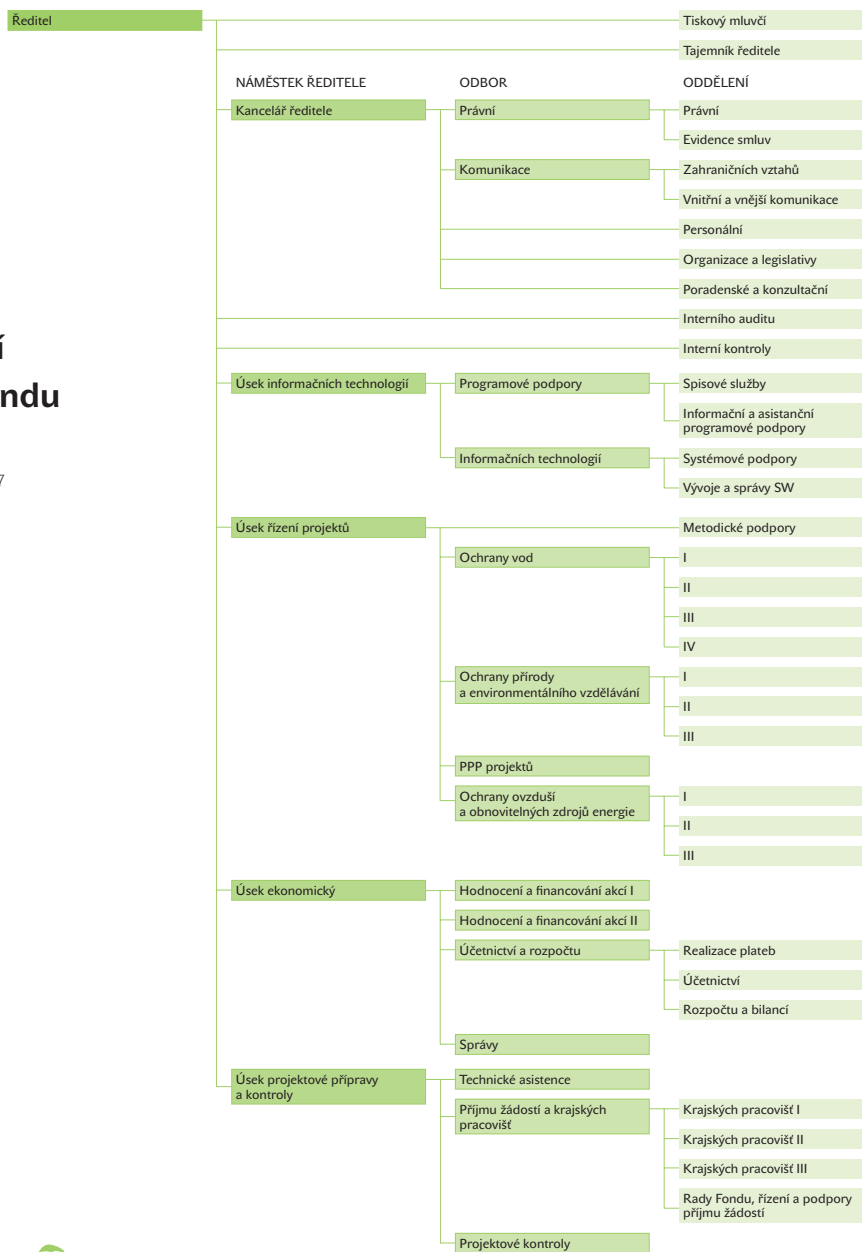 Ředitel
Tiskový mluvčí
Tajemník ředitele
NÁMĚSTEK ŘEDITELE
ODBOR
ODDĚLENÍ
Kancelář ředitele
Právní
Právní
Evidence smluv
Komunikace
Zahraničních vztahů
Vnitřní a vnější komunikace
Personální
Organizace a legislativy
Poradenské a konzultační
Interního auditu
Interní kontroly
í
ndu
7
Úsek informačních technologií
Programové podpory
Spisové služby
Informační a asistanční
programové podpory
Informačních technologií
Systémové podpory
Vývoje a správy SW
Úsek řízení projektů
Metodické podpory
Ochrany vod
I
II
III
IV
Ochrany přírody
a environmentálního vzdělávání
I
II
III
PPP projektů
Ochrany ovzduší
a obnovitelných zdrojů energie
I
II
III
Úsek ekonomický
Hodnocení a financování akcí I
Hodnocení a financování akcí II
Účetnictví a rozpočtu
Realizace plateb
Účetnictví
Rozpočtu a bilancí
Správy
Úsek projektové přípravy
a kontroly
Technické asistence
Příjmu žádostí a krajských
pracovišť
Krajských pracovišť I
Krajských pracovišť II
Krajských pracovišť III
Rady Fondu, řízení a podpory
příjmu žádostí
Projektové kontroly